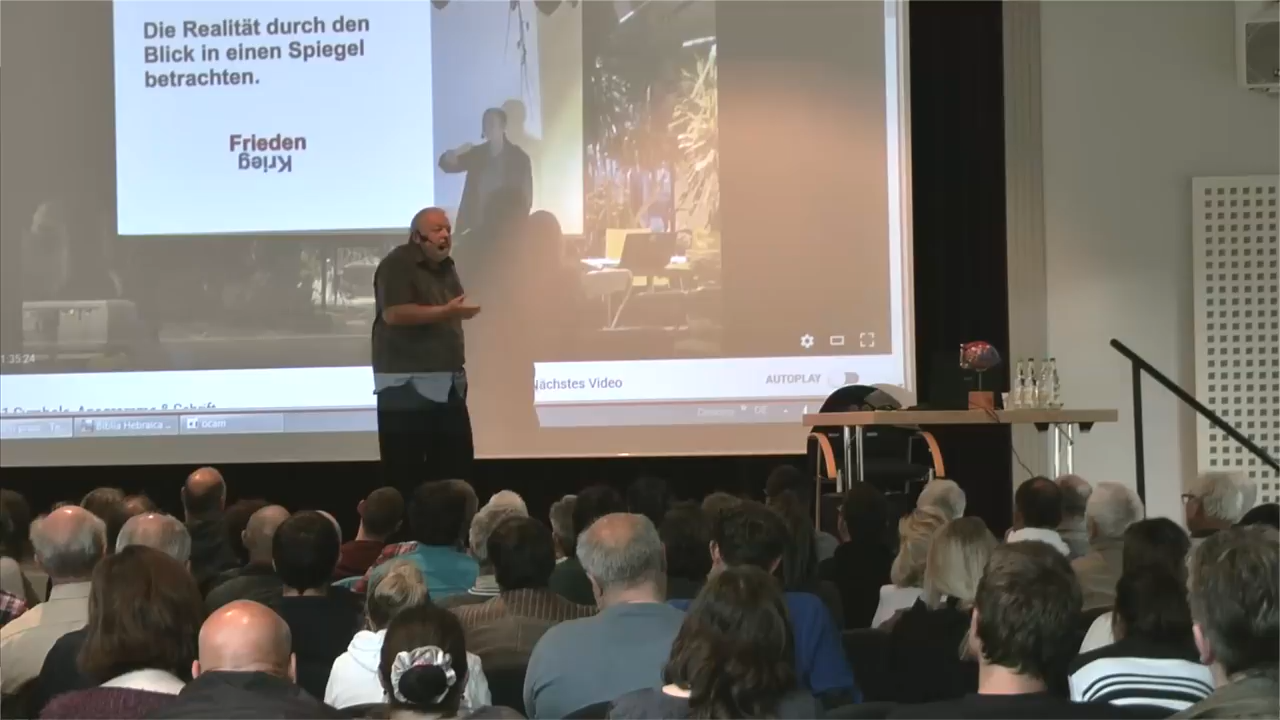 Die Realität durch den
Blick in einen Spiegel
betrachten.
Frieden
Krieg
1:35:24
Nächstes Video
AUTOPLAY
Biblia Hebraica ...
0cam
DE